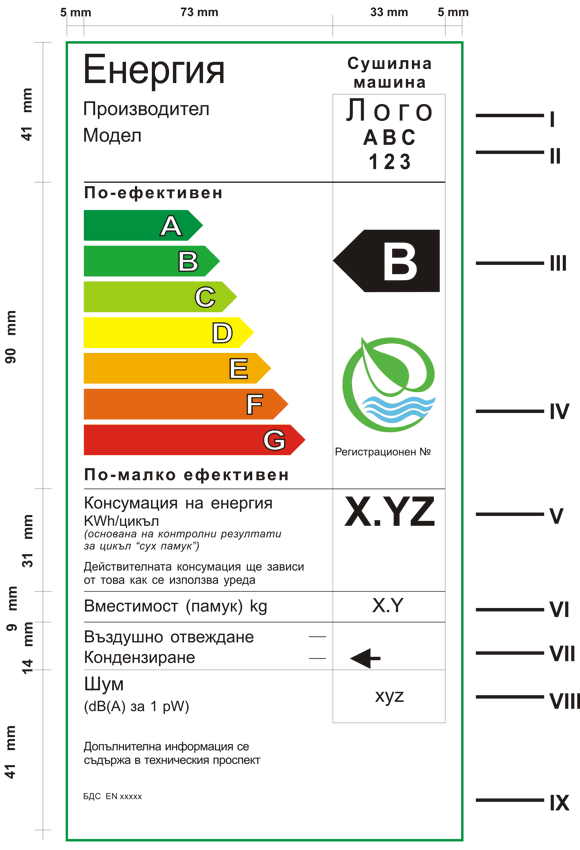 5 mm 73 mm 33 mm 5 mm
Енергия
Сушилна
машина
Производител
Модел
Лого
ABC
123
I
II
41 mm
По-ефективен
A
B
C
D
E
F
G
B
III
90 mm
Регистрационен №
IV
По-малко ефективен
Консумация на енергия
KWh/цикъл
(основана на контролни резултати
за цикъл “сух памук”)
X.YZ
V
31 mm
Действителната консумация ще зависи
от това как се използва уреда
Вместимост (памук) kg X.Y
VI
9 mm
Въздушно отвеждане —
Кондензиране —
VII
14 mm
Шум
(dB(A) за 1 pW)
xyz
VIII
41 mm
Допълнителна информация се
съдържа в техническия проспект
БДС EN xxxxx
IX